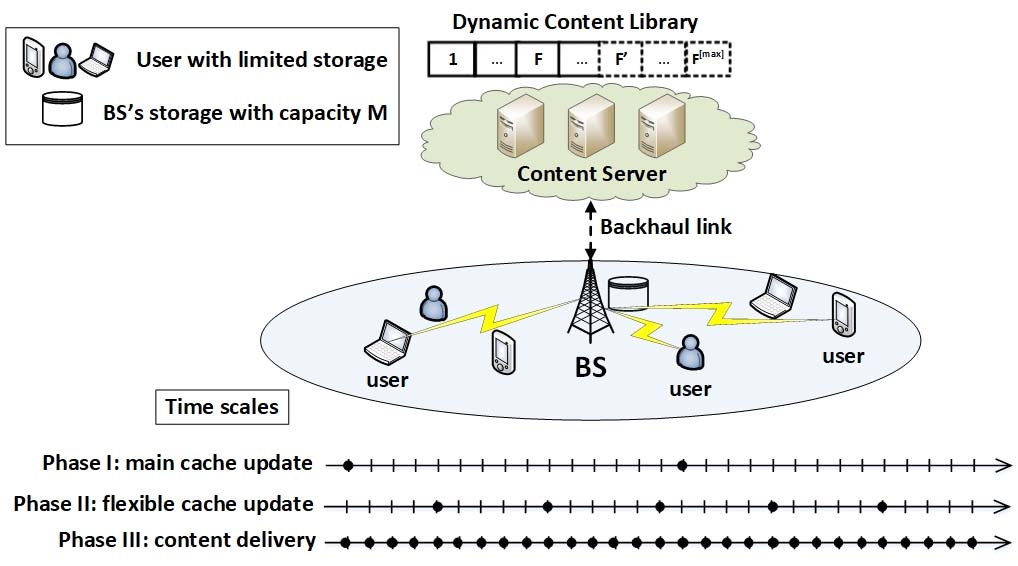 Dynamic Content Library
User with limited storage
BS's storage with capacity M
1 ... F ... F' ... F[max]
Content Server
Backhaul link
BS
user
user
user
Time scales
Phase I: main cache update
Phase II: flexible cache update
Phase III: content delivery